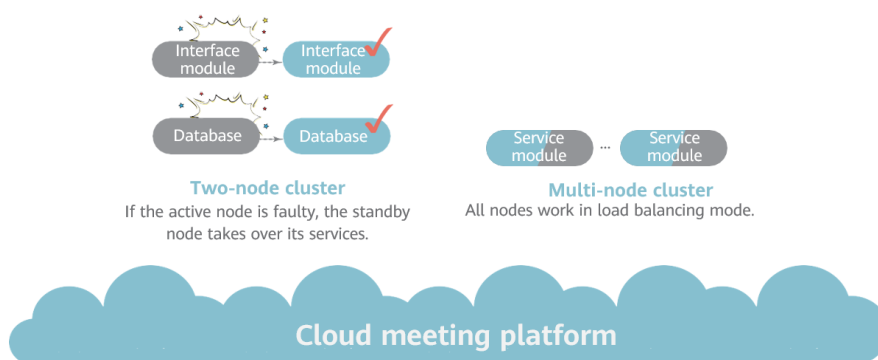 Interface
module
Interface
module
Database
Database
Two-node cluster
If the active node is faulty, the standby
node takes over its services.
Service
module
...
Service
module
Multi-node cluster
All nodes work in load balancing mode.
Cloud meeting platform